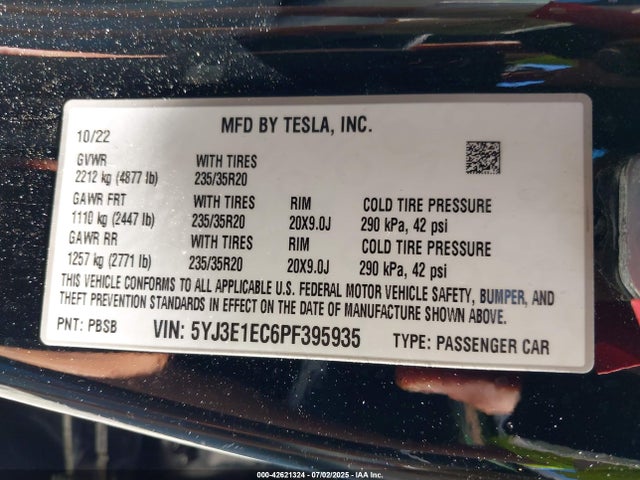 10/22 MFD BY TESLA, INC.
GVWR WITH TIRES
2212 kg (4877 lb) 235/35R20
GAWR FRT WITH TIRES RIM COLD TIRE PRESSURE
1110 kg (2447 lb) 235/35R20 20X9.0J 290 kPa, 42 psi
GAWR RR WITH TIRES RIM COLD TIRE PRESSURE
1257 kg (2771 lb) 235/35R20 20X9.0J 290 kPa, 42 psi
THIS VEHICLE CONFORMS TO ALL APPLICABLE U.S. FEDERAL MOTOR VEHICLE SAFETY, BUMPER, AND
THEFT PREVENTION STANDARDS IN EFFECT ON THE DATE OF MANUFACTURE SHOWN ABOVE.
PNT: PBSB VIN: 5YJ3E1EC6PF395935 TYPE: PASSENGER CAR
000-42621324 - 07/02/2025 - IAA Inc.